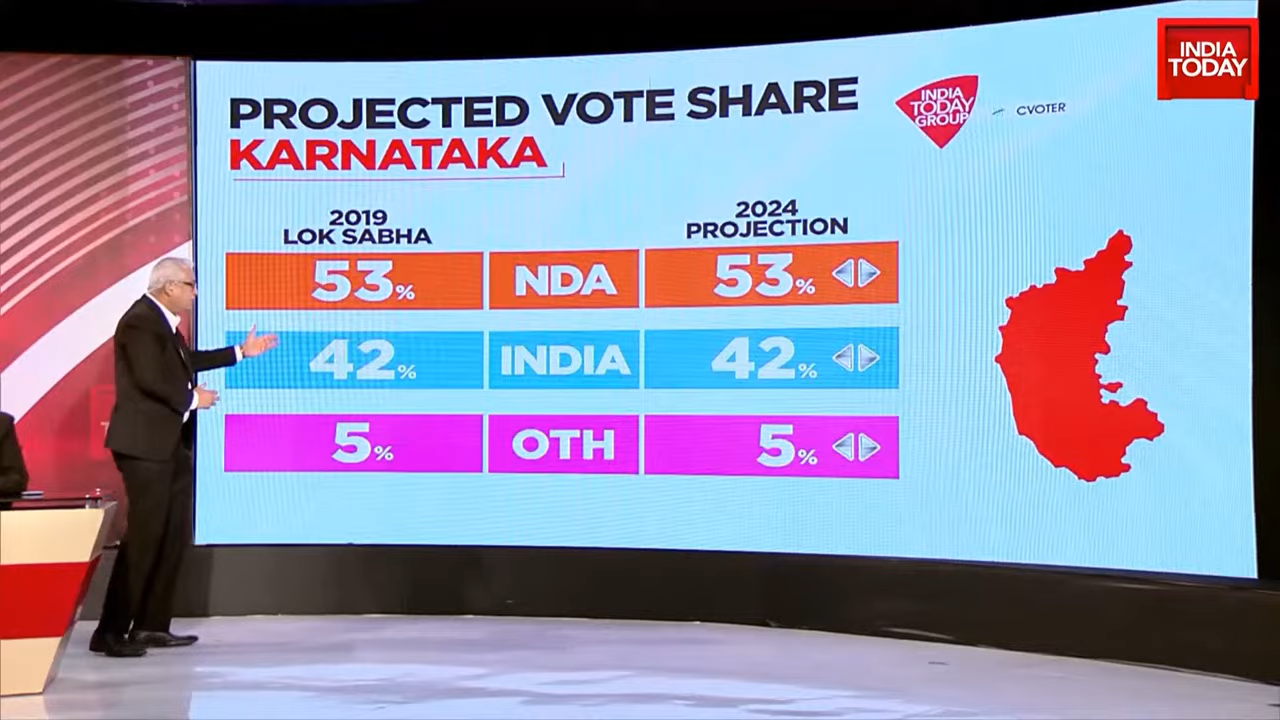 PROJECTED VOTE SHARE
KARNATAKA
INDIA
TODAY
GROUP
CVOTER
INDIA
TODAY
2019
LOK SABHA
2024
PROJECTION
53% NDA 53%
42% INDIA 42%
5% OTH 5%